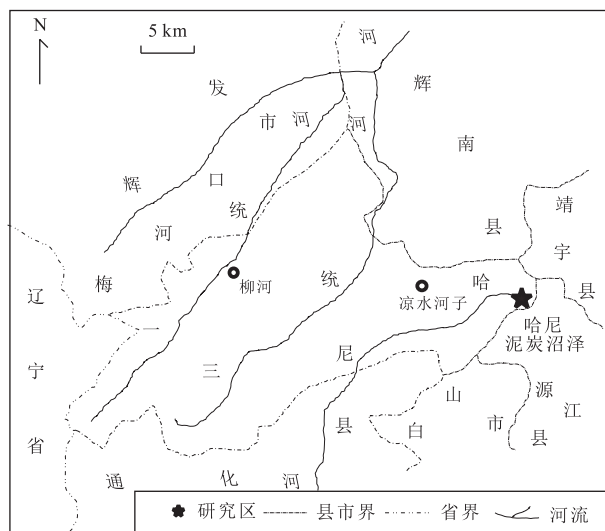 N
5 km
河
发
辉
市 河
河
辉 口
南
河 统
县
靖
宇
县
梅
统
哈
辽
柳河
凉水河子
一
哈尼
泥炭沼泽
宁
三
尼
山
源 江
省
县
白
市
县
通 化 河
研究区 县市界 省界 河流